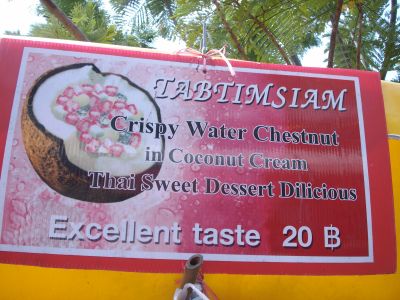 TABTIMSIAM
Crispy Water Chestnut
in Coconut Cream
Thai Sweet Dessert Dilicious
Excellent taste 20 ฿